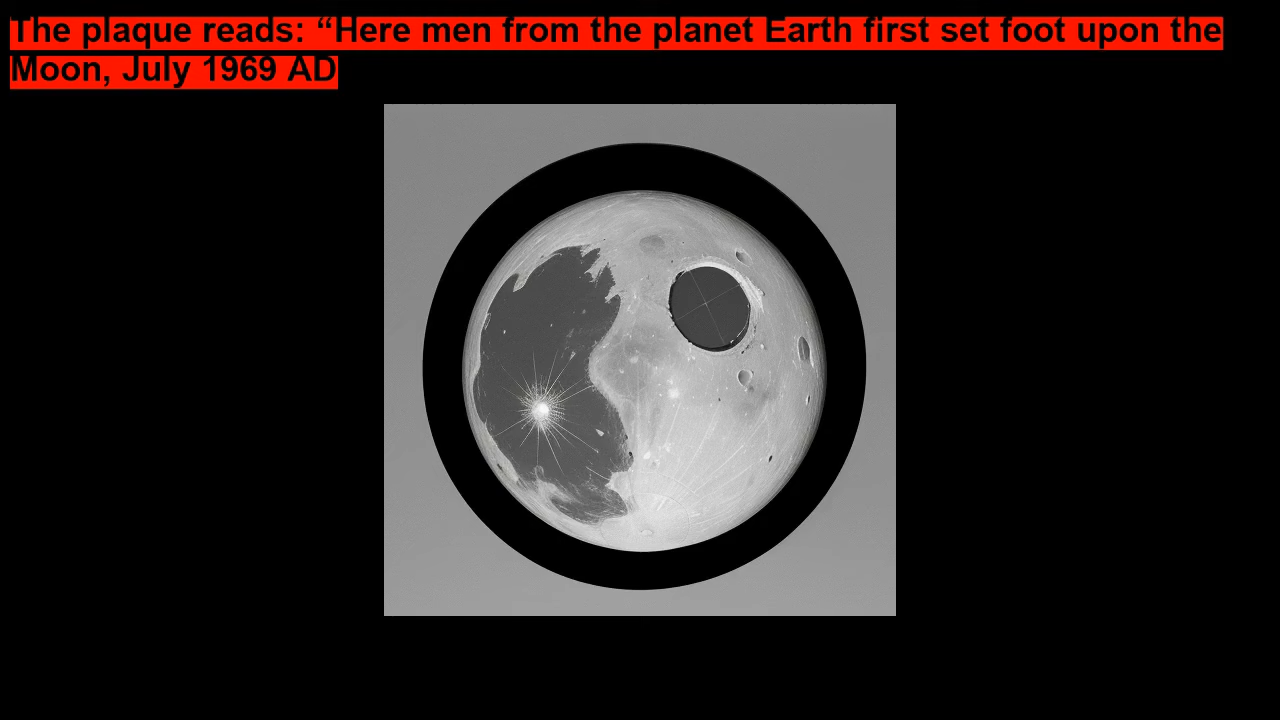 The plaque reads: “Here men from the planet Earth first set foot upon the
Moon, July 1969 AD